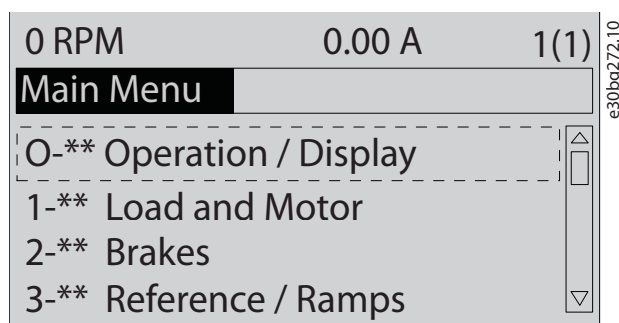 0 RPM 0.00 A 1(1)
Main Menu
O-** Operation / Display
1-** Load and Motor
2-** Brakes
3-** Reference / Ramps
e30bg272.10